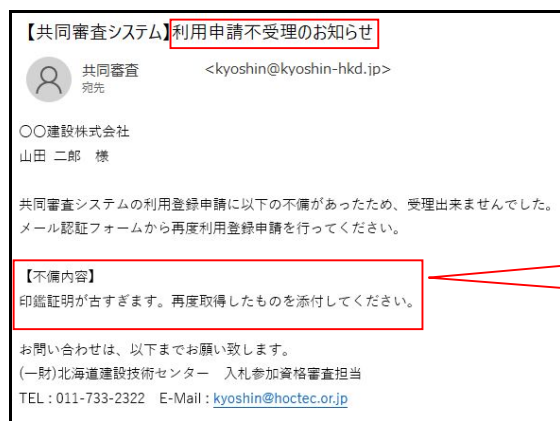 【共同審査システム】利用申請不受理のお知らせ
共同審査 <kyoshin@kyoshin-hkd.jp>
宛先
〇〇建設株式会社
山田 二郎 様
共同審査システムの利用登録申請に以下の不備があったため、受理出来ませんでした。
メール認証フォームから再度利用登録申請を行ってください。
【不備内容】
印鑑証明が古すぎます。再度取得したものを添付してください。
お問い合わせは、以下までお願い致します。
(一財)北海道建設技術センター 入札参加資格審査担当
TEL : 011-733-2322 E-Mail : kyoshin@hoctec.or.jp